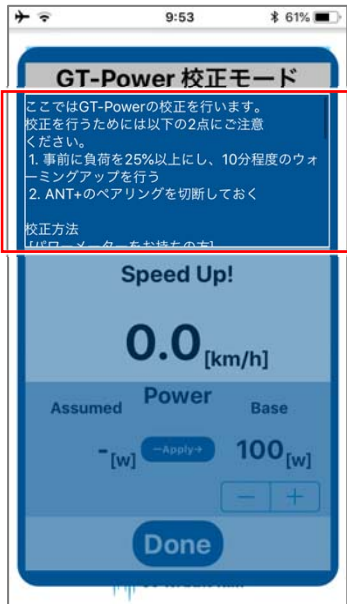 9:53
61%
GT-Power 校正モード
ここではGT-Powerの校正を行います。
校正を行うためには以下の2点にご注意
ください。
1. 事前に負荷を25%以上にし、10分程度のウォ
ーミングアップを行う
2. ANT+のペアリングを切断しておく
校正方法
[パワーメーターをお持ちの方]
Speed Up!
0.0 [km/h]
Power
Assumed
Base
- [w]
−Apply→
100 [w]
− +
Done